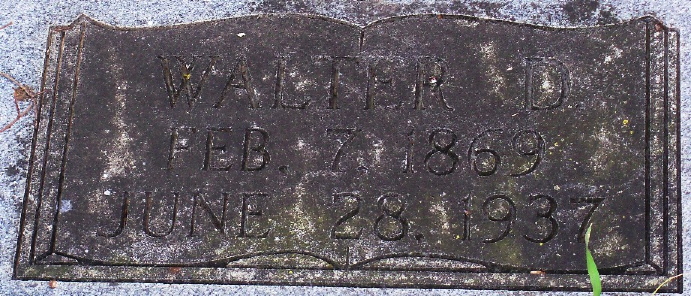 WALTER D.
FEB. 7, 1869
JUNE 28. 1937